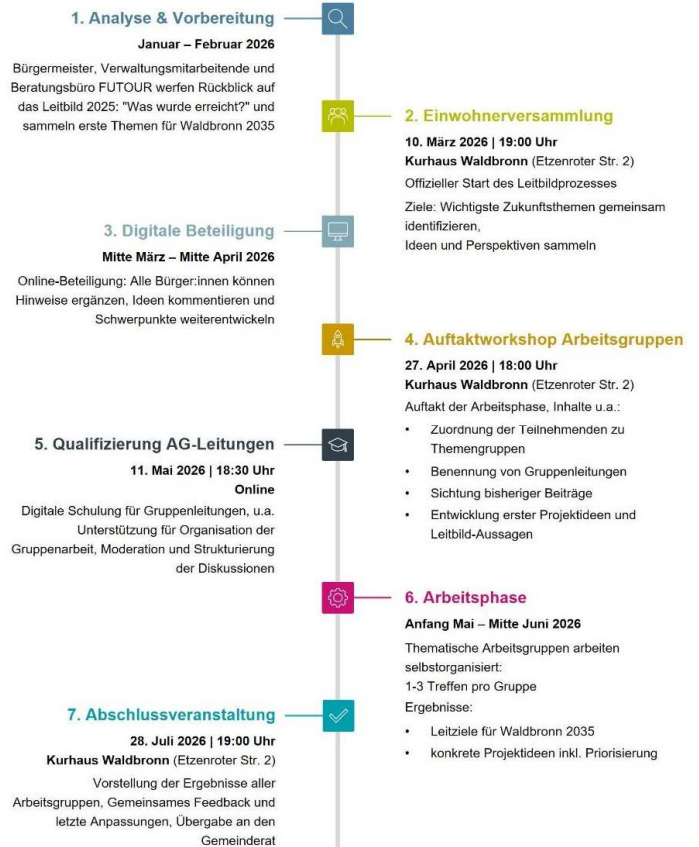 1. Analyse & Vorbereitung
Januar – Februar 2026
Bürgermeister, Verwaltungsmitarbeitende und
Beratungsbüro FUTOUR werfen Rückblick auf
das Leitbild 2025: "Was wurde erreicht?" und
sammeln erste Themen für Waldbronn 2035
2. Einwohnerversammlung
10. März 2026 | 19:00 Uhr
Kurhaus Waldbronn (Etzenroter Str. 2)
Offizieller Start des Leitbildprozesses
Ziele: Wichtigste Zukunftsthemen gemeinsam
identifizieren,
Ideen und Perspektiven sammeln
3. Digitale Beteiligung
Mitte März – Mitte April 2026
Online-Beteiligung: Alle Bürger:innen können
Hinweise ergänzen, Ideen kommentieren und
Schwerpunkte weiterentwickeln
4. Auftaktworkshop Arbeitsgruppen
27. April 2026 | 18:00 Uhr
Kurhaus Waldbronn (Etzenroter Str. 2)
Auftakt der Arbeitsphase, Inhalte u.a.:
• Zuordnung der Teilnehmenden zu
Themengruppen
• Benennung von Gruppenleitungen
• Sichtung bisheriger Beiträge
• Entwicklung erster Projektideen und
Leitbild-Aussagen
5. Qualifizierung AG-Leitungen
11. Mai 2026 | 18:30 Uhr
Online
Digitale Schulung für Gruppenleitungen, u.a.
Unterstützung für Organisation der
Gruppenarbeit, Moderation und Strukturierung
der Diskussionen
6. Arbeitsphase
Anfang Mai – Mitte Juni 2026
Thematische Arbeitsgruppen arbeiten
selbstorganisiert:
1-3 Treffen pro Gruppe
Ergebnisse:
• Leitziele für Waldbronn 2035
• konkrete Projektideen inkl. Priorisierung
7. Abschlussveranstaltung
28. Juli 2026 | 19:00 Uhr
Kurhaus Waldbronn (Etzenroter Str. 2)
Vorstellung der Ergebnisse aller
Arbeitsgruppen, Gemeinsames Feedback und
letzte Anpassungen, Übergabe an den
Gemeinderat